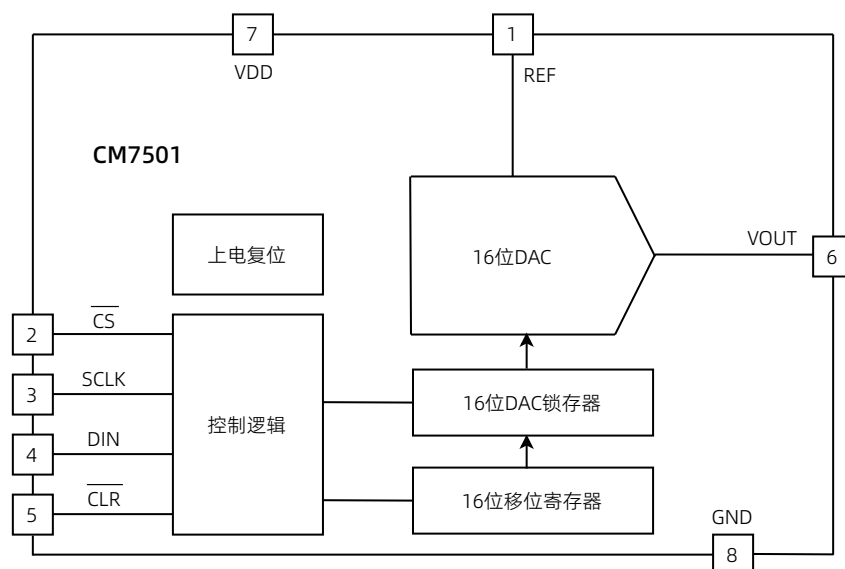 7
1
VDD
REF
CM7501
上电复位
16位DAC
VOUT
6
2
CS
3
SCLK
控制逻辑
16位DAC锁存器
4
DIN
5
CLR
16位移位寄存器
GND
8